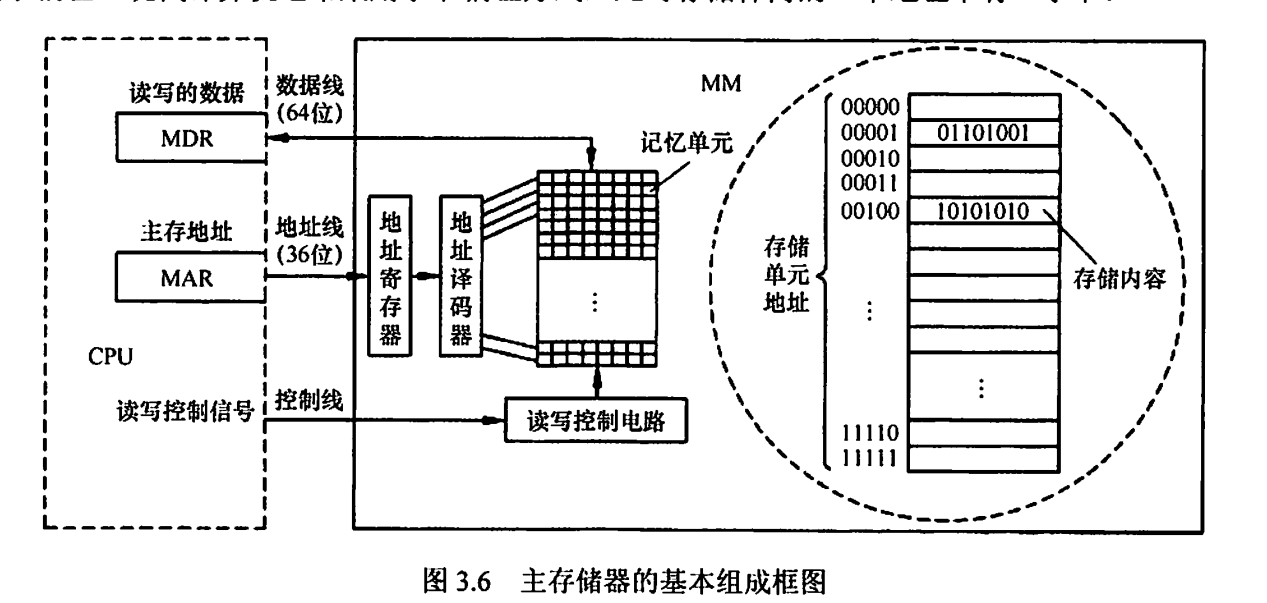 读写的数据
MDR
数据线
(64位)
MM
记忆单元
主存地址
MAR
地址线
(36位)
地址寄存器
地址译码器
⋮
CPU
读写控制信号
控制线
读写控制电路
存储
单元
地址
00000
00001 01101001
00010
00011
00100 10101010
存储内容
⋮
⋮
11110
11111
图 3.6 主存储器的基本组成框图